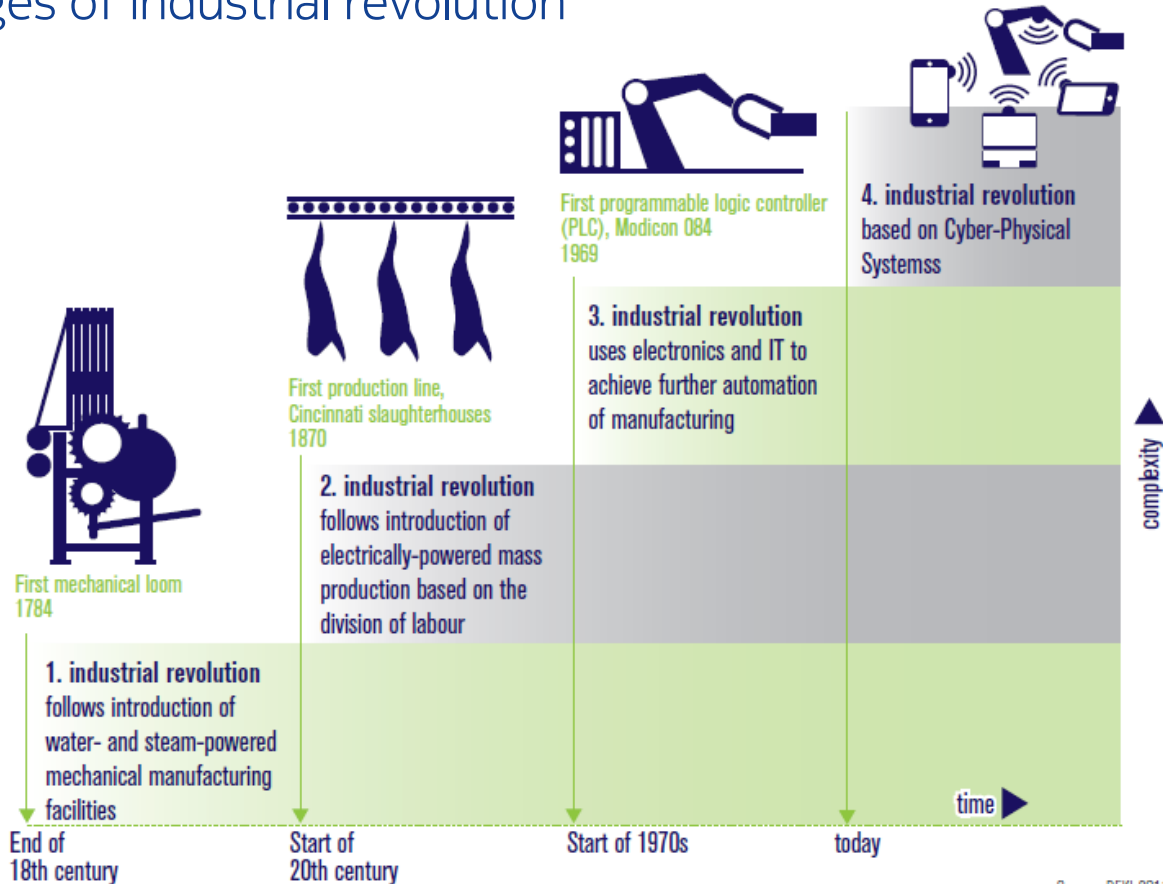 ges of industrial revolution
First programmable logic controller
(PLC), Modicon 084
1969
4. industrial revolution
based on Cyber-Physical
Systemss
3. industrial revolution
uses electronics and IT to
achieve further automation
of manufacturing
First production line,
Cincinnati slaughterhouses
1870
2. industrial revolution
follows introduction of
electrically-powered mass
production based on the
division of labour
First mechanical loom
1784
1. industrial revolution
follows introduction of
water- and steam-powered
mechanical manufacturing
facilities
complexity
time
End of
18th century
Start of
20th century
Start of 1970s
today